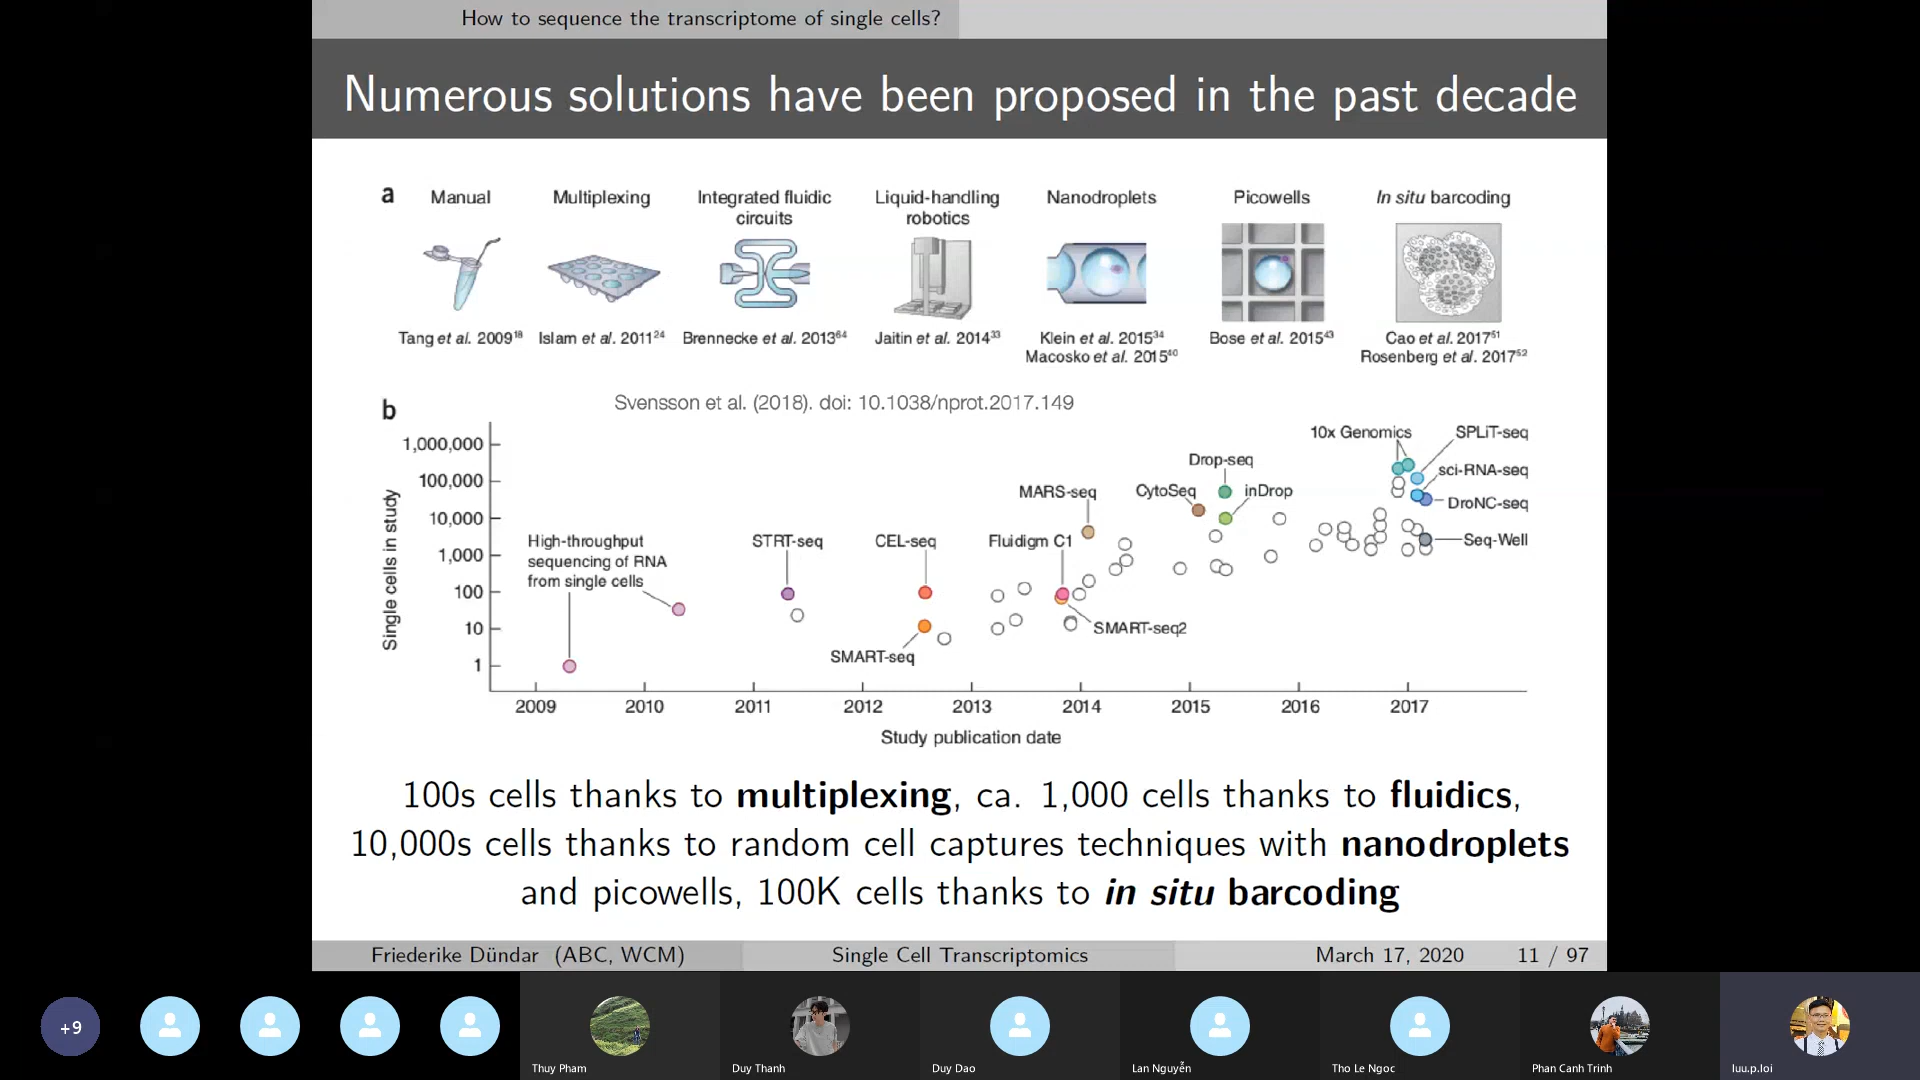 How to sequence the transcriptome of single cells?
Numerous solutions have been proposed in the past decade
a
Manual
Multiplexing
Integrated fluidic
circuits
Liquid-handling
robotics
Nanodroplets
Picowells
In situ barcoding
Tang et al. 2009¹⁸
Islam et al. 2011²⁴
Brennecke et al. 2013⁶⁴
Jaitin et al. 2014³³
Klein et al. 2015³⁴
Macosko et al. 2015⁴⁰
Bose et al. 2015⁴³
Cao et al. 2017⁵¹
Rosenberg et al. 2017⁵²
b
Svensson et al. (2018). doi: 10.1038/nprot.2017.149
Single cells in study
1,000,000
100,000
10,000
1,000
100
10
1
High-throughput
sequencing of RNA
from single cells
STRT-seq
CEL-seq
SMART-seq
Fluidigm C1
SMART-seq2
MARS-seq
CytoSeq
Drop-seq
inDrop
10x Genomics
SPLiT-seq
sci-RNA-seq
DroNC-seq
Seq-Well
2009 2010 2011 2012 2013 2014 2015 2016 2017
Study publication date
100s cells thanks to multiplexing, ca. 1,000 cells thanks to fluidics,
10,000s cells thanks to random cell captures techniques with nanodroplets
and picowells, 100K cells thanks to in situ barcoding
Friederike Dündar (ABC, WCM)
Single Cell Transcriptomics
March 17, 2020
11 / 97
+9
Thuy Pham
Duy Thanh
Duy Dao
Lan Nguyễn
Tho Le Ngoc
Phan Canh Trinh
luu.p.loi